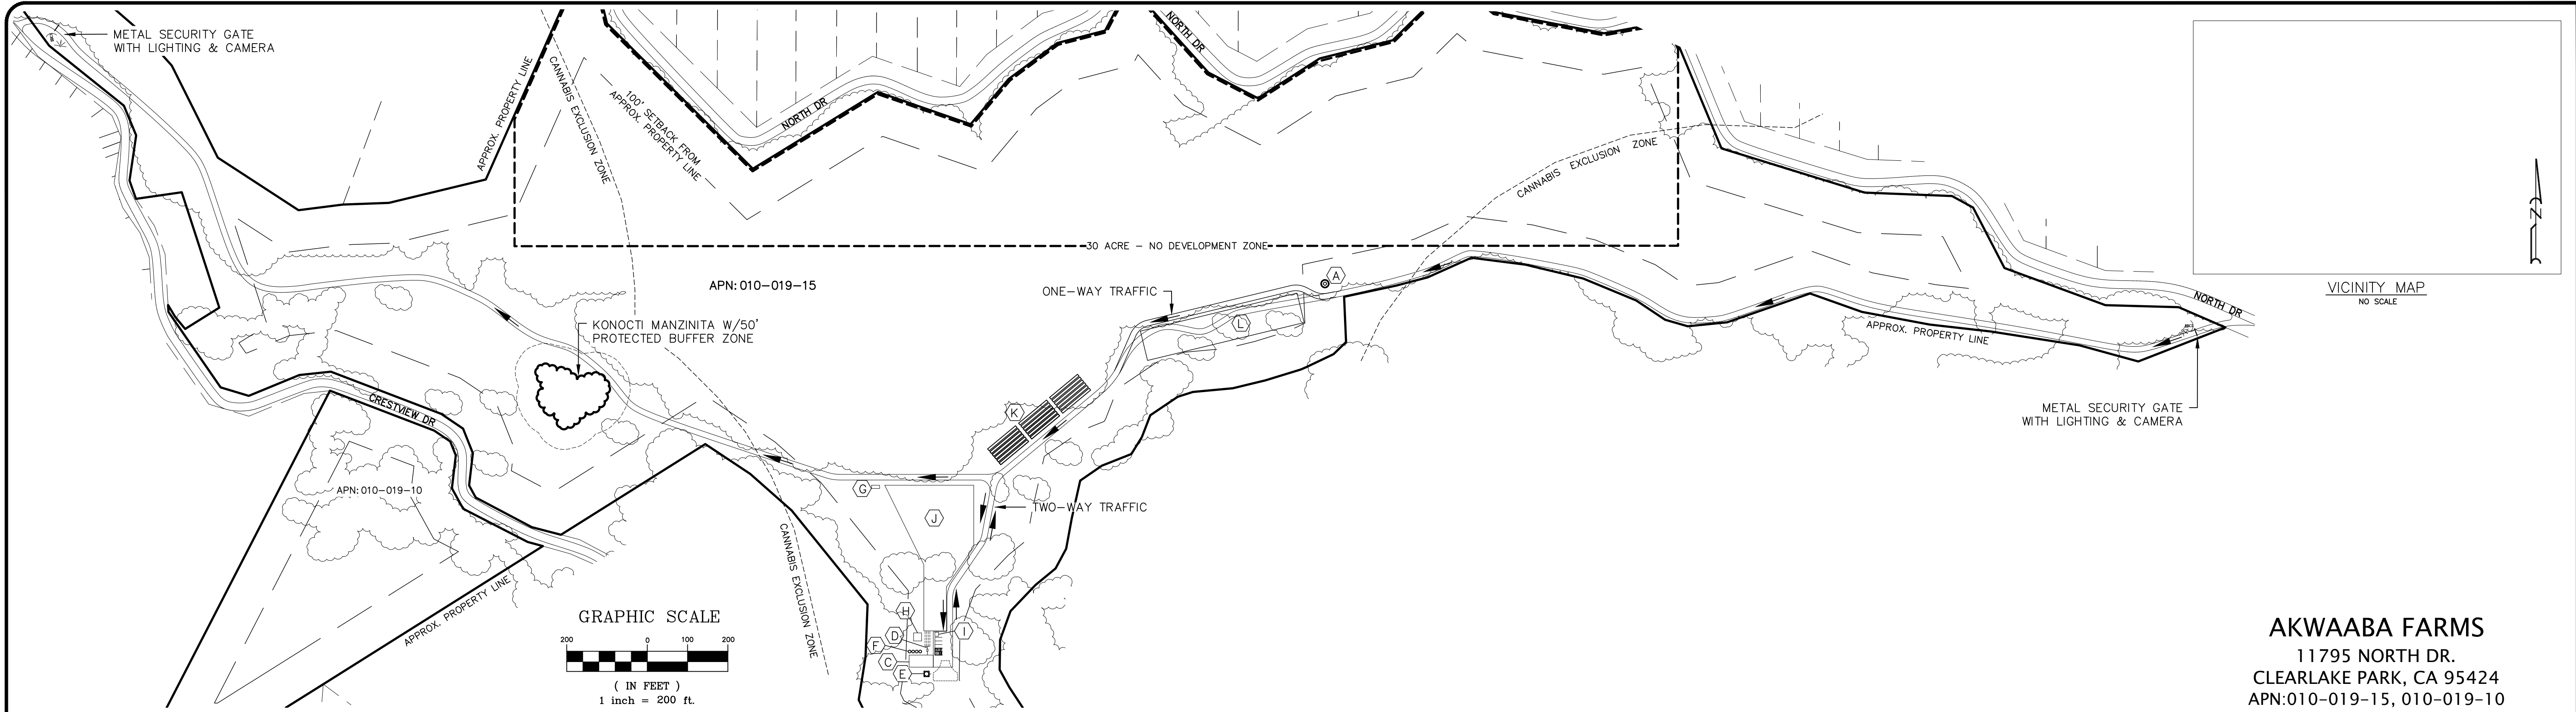 METAL SECURITY GATE
WITH LIGHTING & CAMERA
APPROX. PROPERTY LINE
CANNABIS EXCLUSION ZONE
100' SETBACK FROM
APPROX. PROPERTY LINE
NORTH DR
NORTH DR
CANNABIS EXCLUSION ZONE
30 ACRE - NO DEVELOPMENT ZONE
APN: 010-019-15
ONE-WAY TRAFFIC
A
L
KONOCTI MANZINITA W/50'
PROTECTED BUFFER ZONE
APPROX. PROPERTY LINE
NORTH DR
N
VICINITY MAP
NO SCALE
METAL SECURITY GATE
WITH LIGHTING & CAMERA
CRESTVIEW DR
K
APN: 010-019-10
G
J
TWO-WAY TRAFFIC
CANNABIS EXCLUSION ZONE
APPROX. PROPERTY LINE
H
D
I
F
C
E
GRAPHIC SCALE
200 0 100 200
( IN FEET )
1 inch = 200 ft.
AKWAABA FARMS
11795 NORTH DR.
CLEARLAKE PARK, CA 95424
APN:010-019-15, 010-019-10